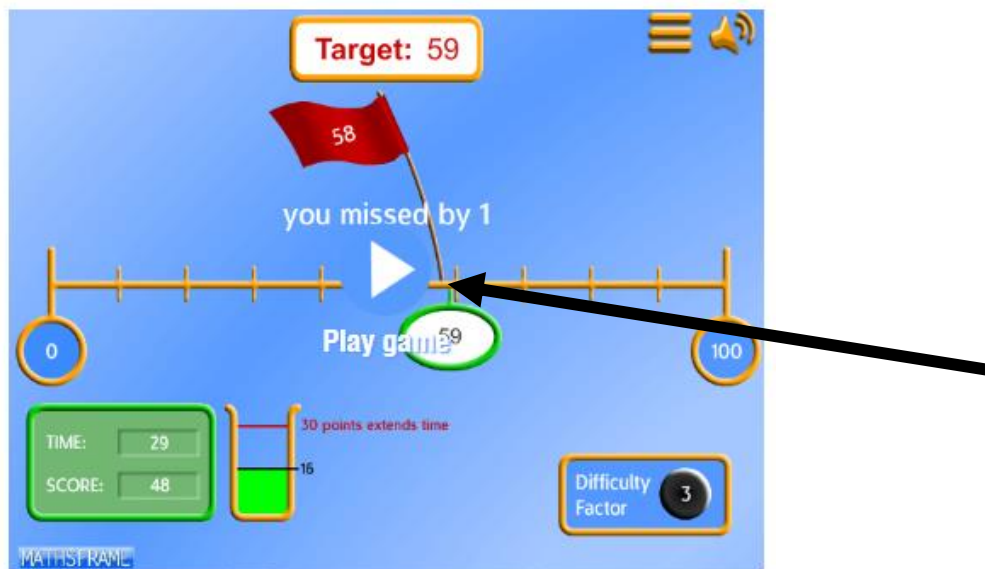 Target: 59
58
you missed by 1
0
Play game
59
100
30 points extends time
16
TIME: 29
SCORE: 48
Difficulty
Factor
3
MATHSFRAME